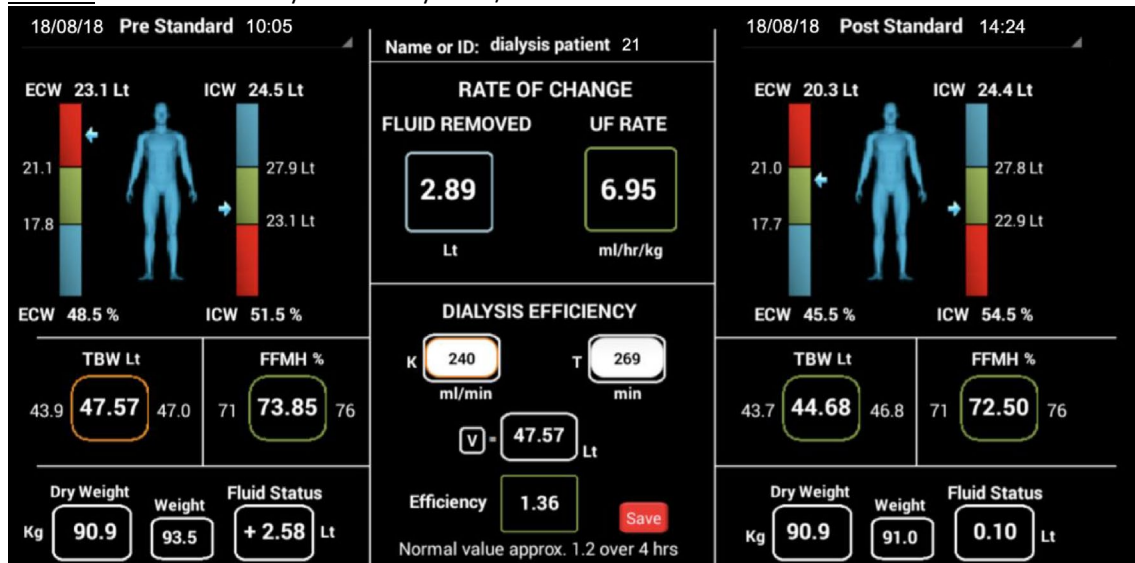 18/08/18 Pre Standard 10:05
ECW 23.1 Lt ICW 24.5 Lt
21.1 27.9 Lt
17.8 23.1 Lt
ECW 48.5 % ICW 51.5 %
TBW Lt FFMH %
43.9 47.57 47.0 71 73.85 76
Dry Weight Weight Fluid Status
Kg 90.9 93.5 + 2.58 Lt
Name or ID: dialysis patient 21
RATE OF CHANGE
FLUID REMOVED UF RATE
2.89 6.95
Lt ml/hr/kg
DIALYSIS EFFICIENCY
K 240 T 269
ml/min min
V = 47.57 Lt
Efficiency 1.36 Save
Normal value approx. 1.2 over 4 hrs
18/08/18 Post Standard 14:24
ECW 20.3 Lt ICW 24.4 Lt
21.0 27.8 Lt
17.7 22.9 Lt
ECW 45.5 % ICW 54.5 %
TBW Lt FFMH %
43.7 44.68 46.8 71 72.50 76
Dry Weight Weight Fluid Status
Kg 90.9 91.0 0.10 Lt